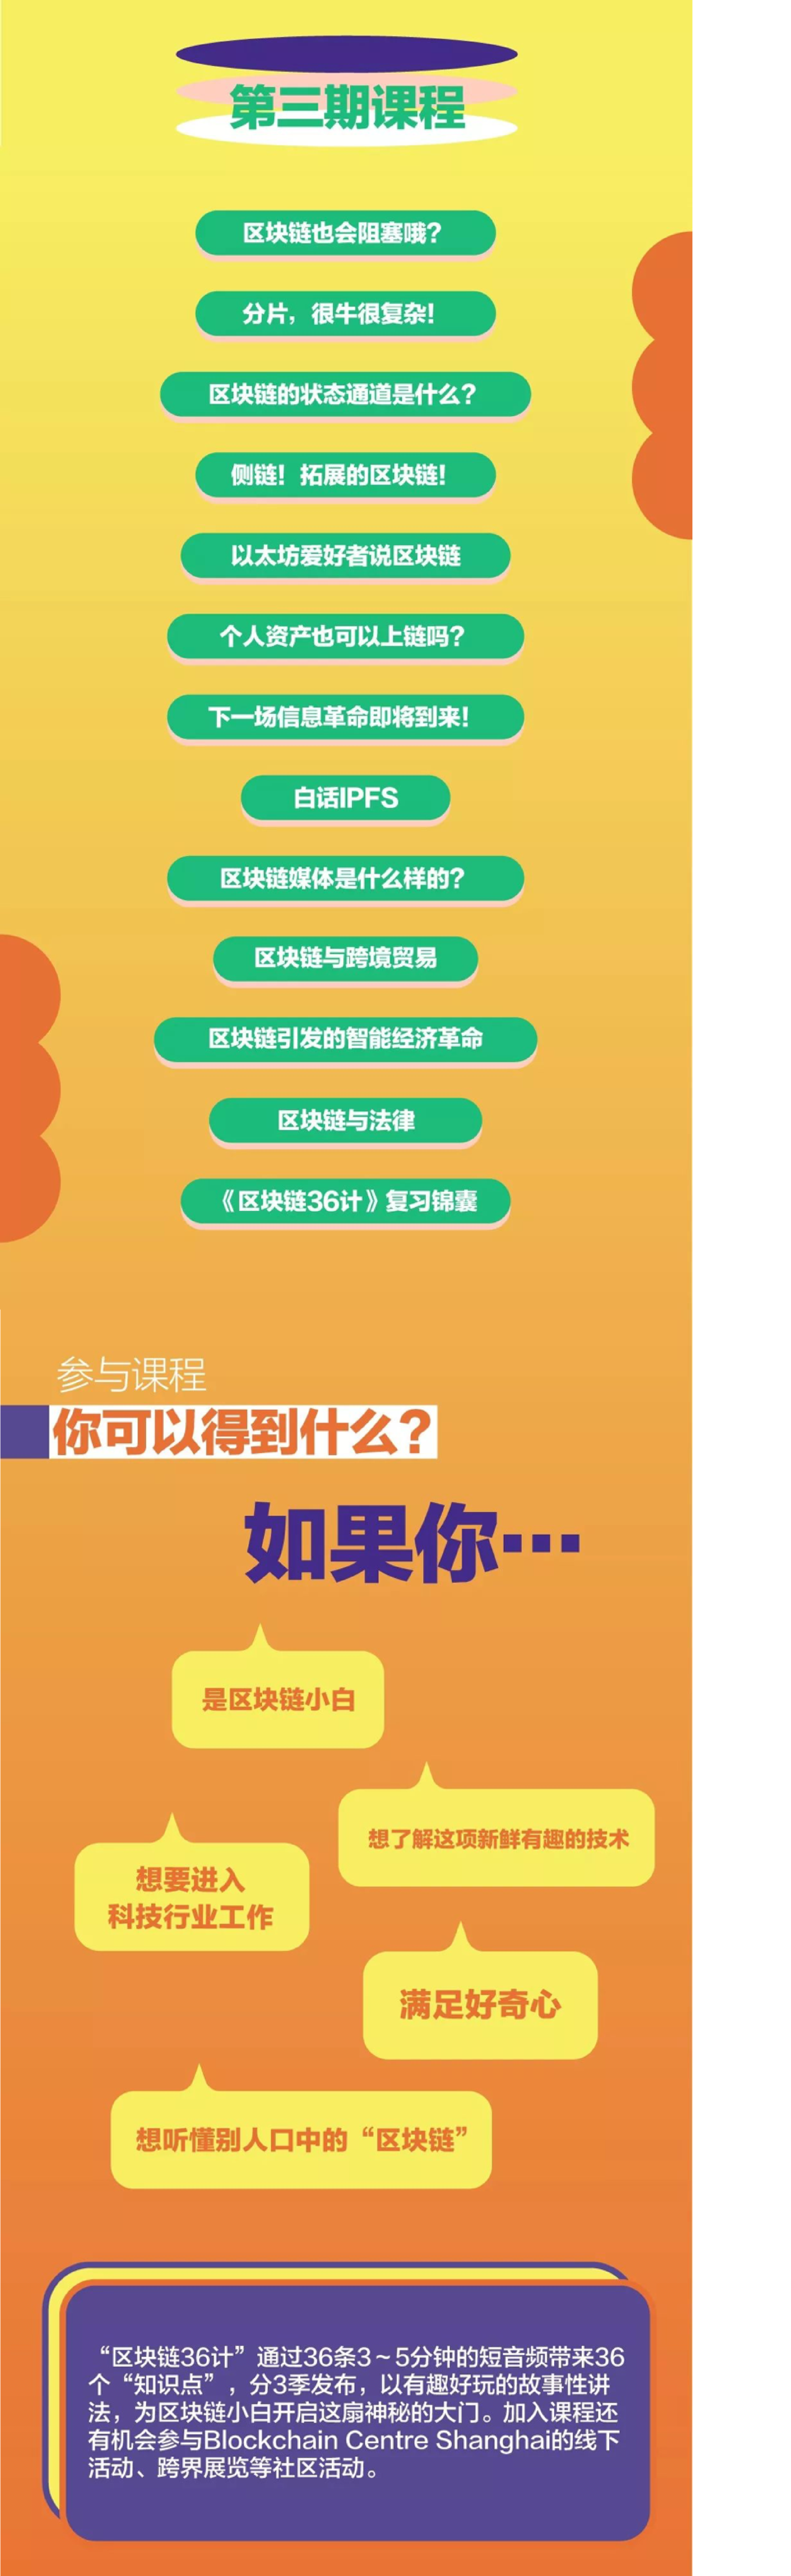 第三期课程
区块链也会阻塞哦？
分片，很牛很复杂！
区块链的状态通道是什么？
侧链！拓展的区块链！
以太坊爱好者说区块链
个人资产也可以上链吗？
下一场信息革命即将到来！
白话IPFS
区块链媒体是什么样的？
区块链与跨境贸易
区块链引发的智能经济革命
区块链与法律
《区块链36计》复习锦囊
参与课程
你可以得到什么？
如果你…
是区块链小白
想了解这项新鲜有趣的技术
想要进入
科技行业工作
满足好奇心
想听懂别人口中的“区块链”
“区块链36计”通过36条3～5分钟的短音频带来36
个“知识点”，分3季发布，以有趣好玩的故事性讲
法，为区块链小白开启这扇神秘的大门。加入课程还
有机会参与Blockchain Centre Shanghai的线下
活动、跨界展览等社区活动。